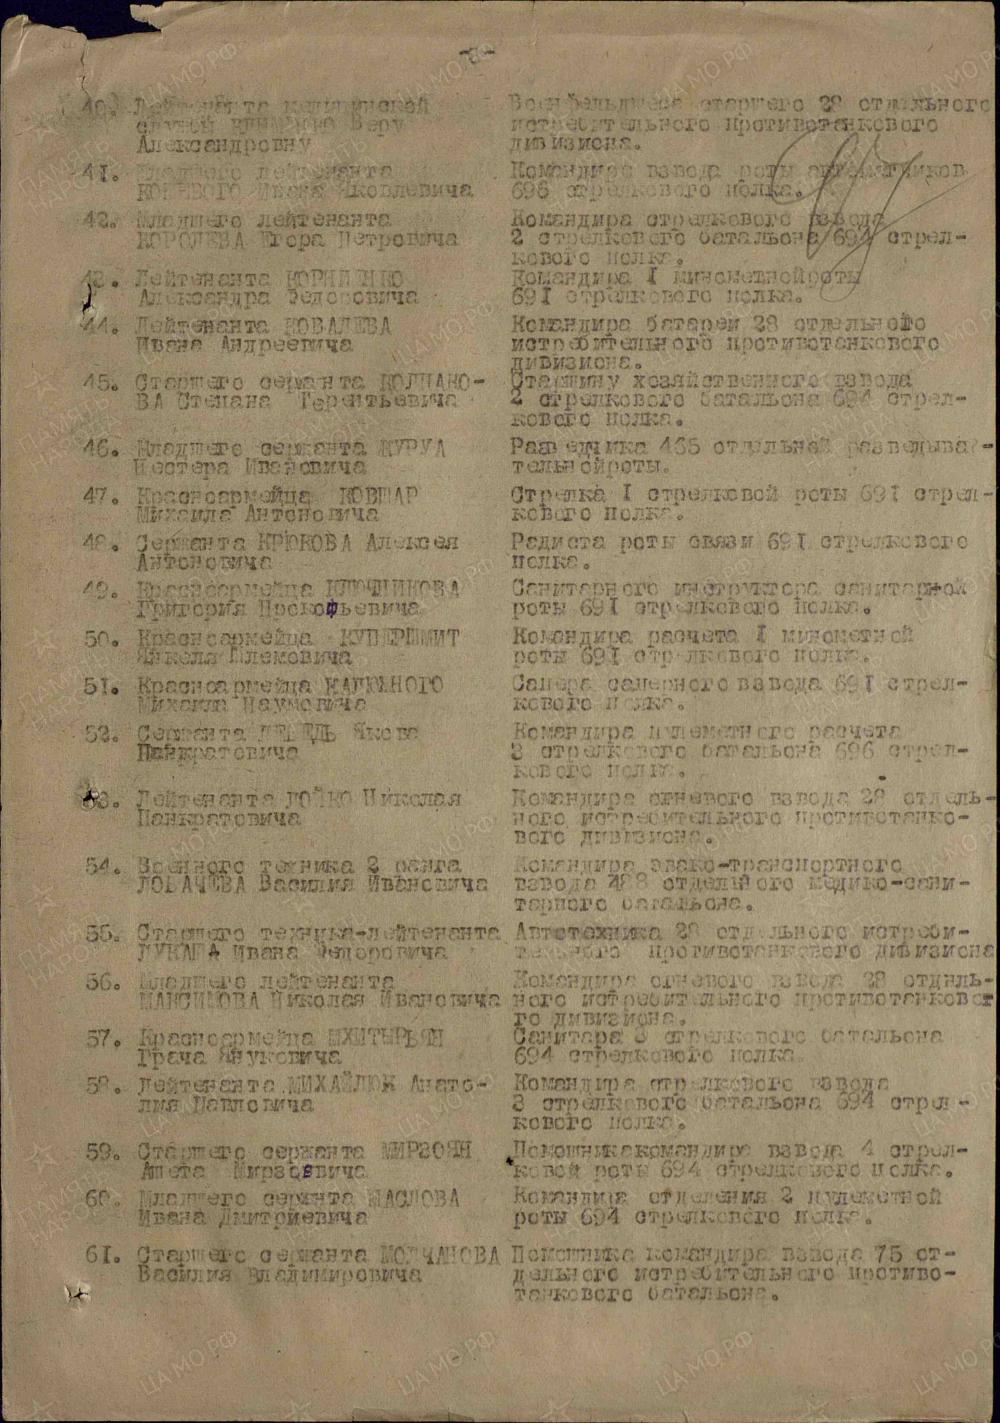 40. Лейтенанта медицинской
службы Веру
Александровну
Военфельдшера старшего 28 отдельного
истребительного противотанкового
дивизиона.
41. Младшего лейтенанта
Ивана Яковлевича
Командира взвода роты автоматчиков
696 стрелкового полка.
42. Младшего лейтенанта
КОРОЛЕВА Егора Петровича
Командира стрелкового взвода
2 стрелкового батальона 694 стрел-
кового полка.
43. Лейтенанта КОРНИЕНКО
Александра Федоровича
Командира I минометнойроты
691 стрелкового полка.
44. Лейтенанта КОВАЛЕВА
Ивана Андреевича
Командира батареи 28 отдельного
истребительного противотанкового
дивизиона.
45. Старшего сержанта КОЛПАКО-
ВА Степана Терентьевича
Старшину хозяйственного взвода
2 стрелкового батальона 694 стрел-
кового полка.
46. Младшего сержанта ЖУРУА
Нестера Ивановича
Разведчика 465 отдельной разведыва-
тельнойроты.
47. Красноармейца КОВШАР
Михаила Антоновича
Стрелка I стрелковой роты 691 стрел-
кового полка.
48. Сержанта КРЮКОВА Алексея
Антоновича
Радиста роты связи 691 стрелкового
полка.
49. Красноармейца КЛЮЧНИКОВА
Григория Прокофьевича
Санитарного инструктора санитарной
роты 691 стрелкового полка.
50. Красноармейца КУПЕРШМИТ
Янкеля Шлемовича
Командира расчета I минометной
роты 691 стрелкового полка.
51. Красноармейца КАЛЮЖНОГО
Михаила Наумовича
Сапера саперного взвода 691 стрел-
кового полка.
52. Сержанта ЛЕБЕДЬ Якова
Панкратовича
Командира пулеметного расчета
3 стрелкового батальона 696 стрел-
кового полка.
53. Лейтенанта ЛОЙКО Николая
Панкратовича
Командира огневого взвода 28 отдель-
ного истребительного противотанко-
вого дивизиона.
54. Военного техника 2 ранга
ЛОБАЧЕВА Василия Ивановича
Командира эвако-транспортного
взвода 488 отдельного медико-сани-
тарного батальона.
55. Старшего техника-лейтенанта
ЛУКАША Ивана Федоровича
Автотехника 28 отдельного истреби-
тельного противотанкового дивизиона
56. Младшего лейтенанта
МАКСИМОВА Николая Ивановича
Командира огневого взвода 28 отдель-
ного истребительного противотанково
го дивизиона.
57. Красноармейца МХИТЫРЬЯН
Грача Януковича
Санитара 3 стрелкового батальона
694 стрелкового полка
58. Лейтенанта МИХАЙЛЮК Анато-
лия Павловича
Командира стрелкового взвода
3 стрелкового батальона 694 стрел-
кового полка.
59. Старшего сержанта МИРЗОЯН
Ашета Мирзоевича
Помошникакомандира взвода 4 стрел-
ковой роты 694 стрелкового полка.
60. Младшего сержанта МАСЛОВА
Ивана Дмитриевича
Командира отделения 2 пулеметной
роты 694 стрелкового полка.
61. Старшего сержанта МОЛЧАНОВА
Василия Владимировича
Помошника командира взвода 75 от-
дельного истребительного противо-
танкового батальона.